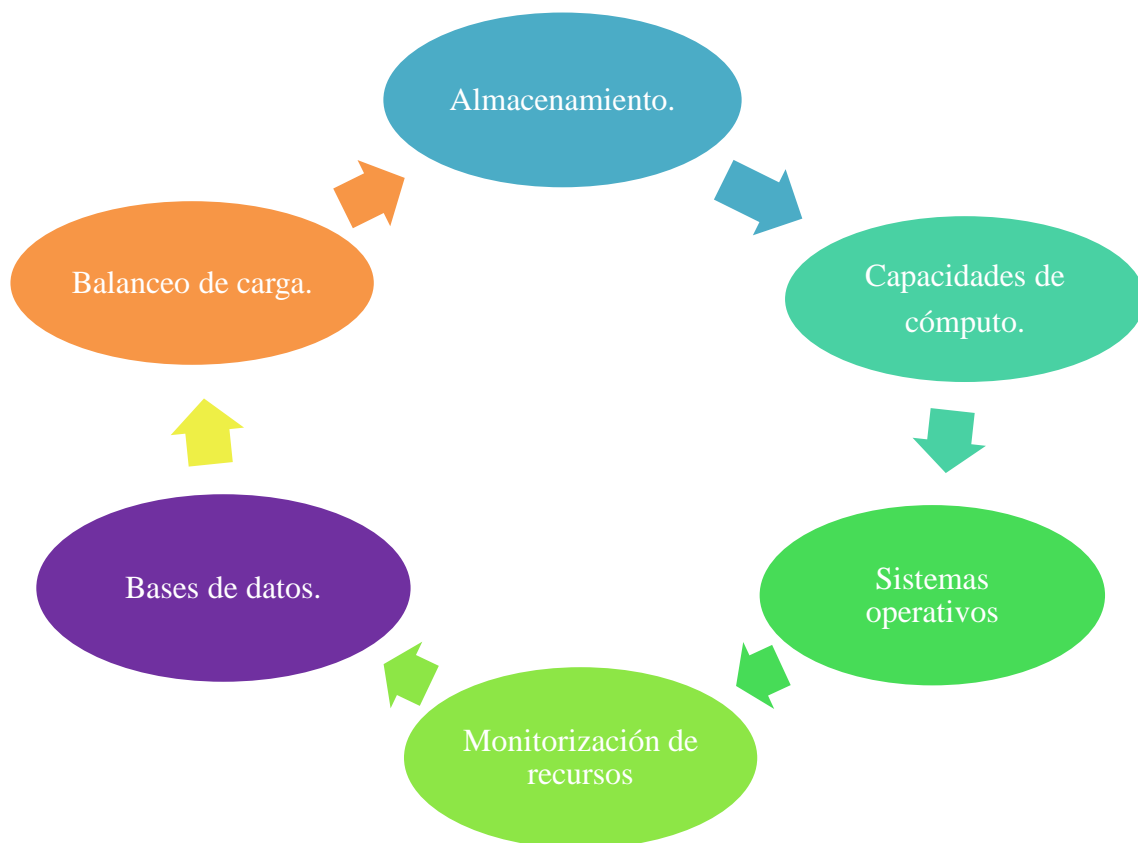 Almacenamiento.
Capacidades de
cómputo.
Sistemas
operativos
Monitorización de
recursos
Bases de datos.
Balanceo de carga.